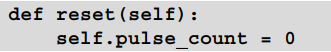 def reset(self):
    self.pulse_count = 0